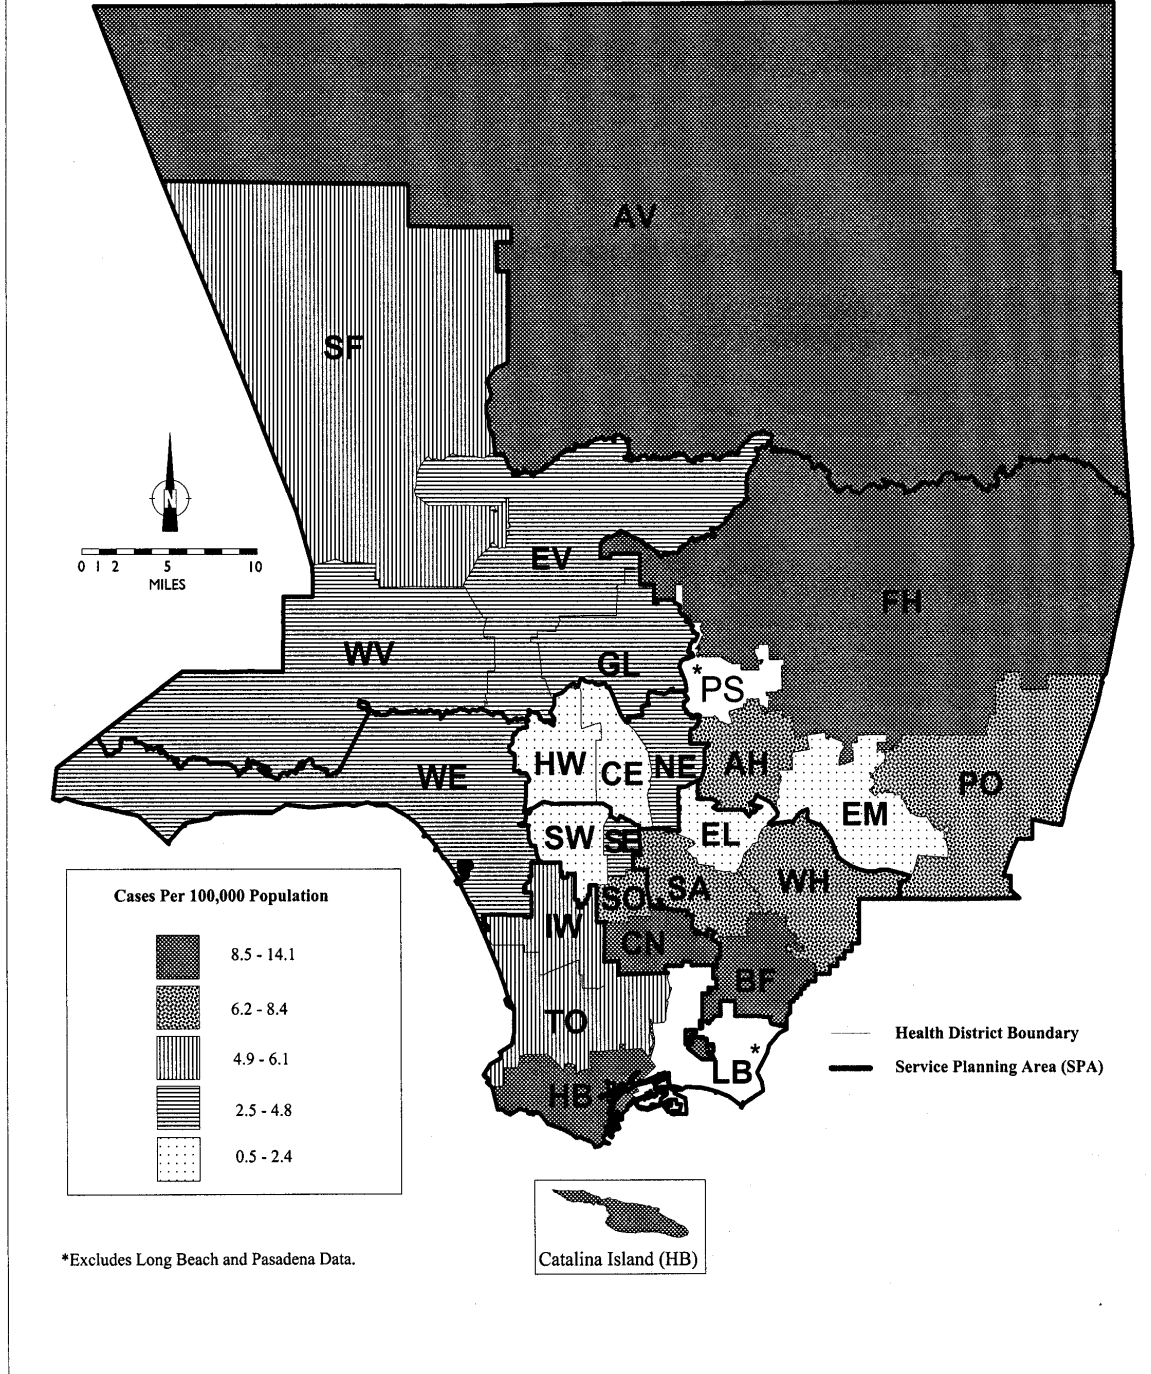 AV
SF
N
0 1 2 5 10
MILES
EV
FH
WV
GL
*
PS
HW
CE
NE
AH
WE
PO
EM
SW
SE
EL
SO
SA
WH
IW
CN
BF
TO
*
LB
HB
Cases Per 100,000 Population
8.5 - 14.1
6.2 - 8.4
4.9 - 6.1
2.5 - 4.8
0.5 - 2.4
Health District Boundary
Service Planning Area (SPA)
*Excludes Long Beach and Pasadena Data.
Catalina Island (HB)